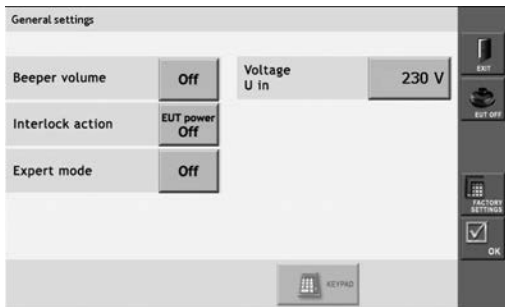 General settings
Beeper volume
Off
Voltage
U in
230 V
Interlock action
EUT power
Off
Expert mode
Off
EXIT
EUT OFF
FACTORY
SETTINGS
OK
KEYPAD